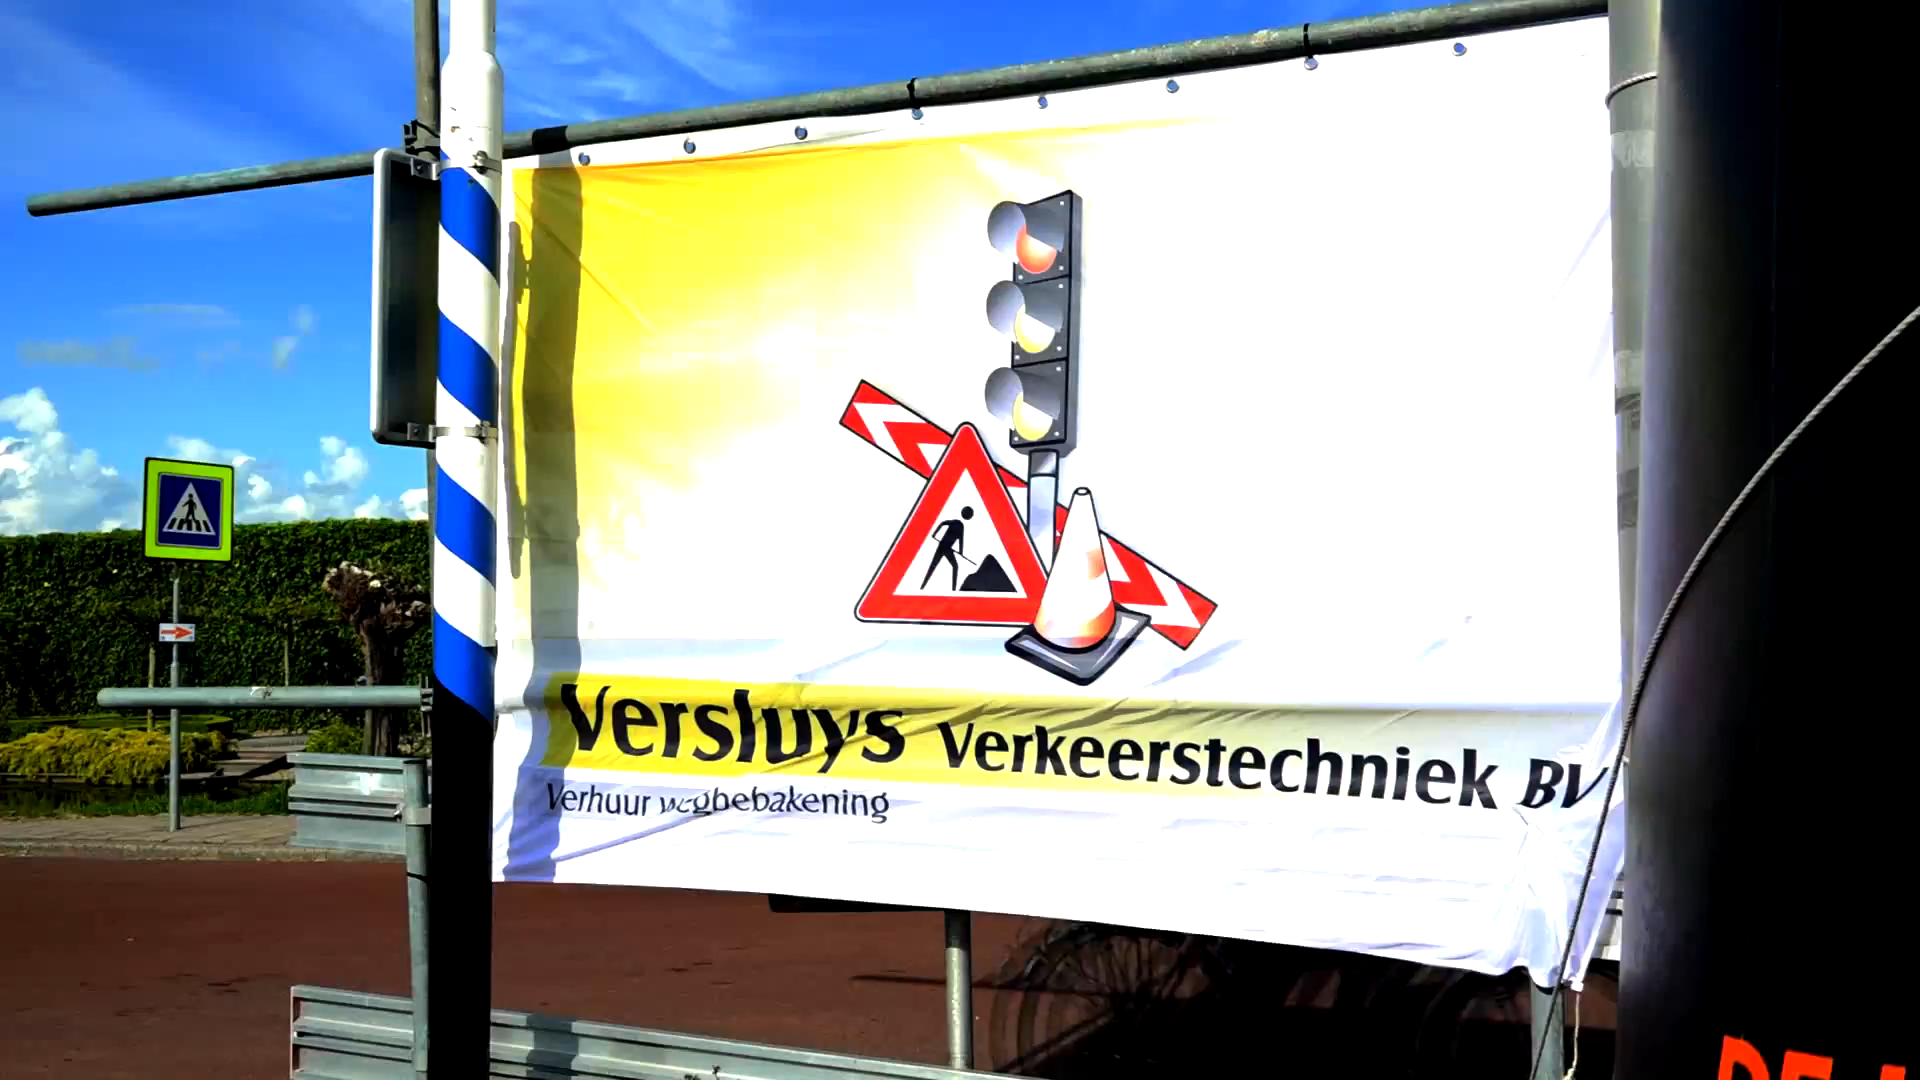 Versluys Verkeerstechniek BV
Verhuur wegbebakening